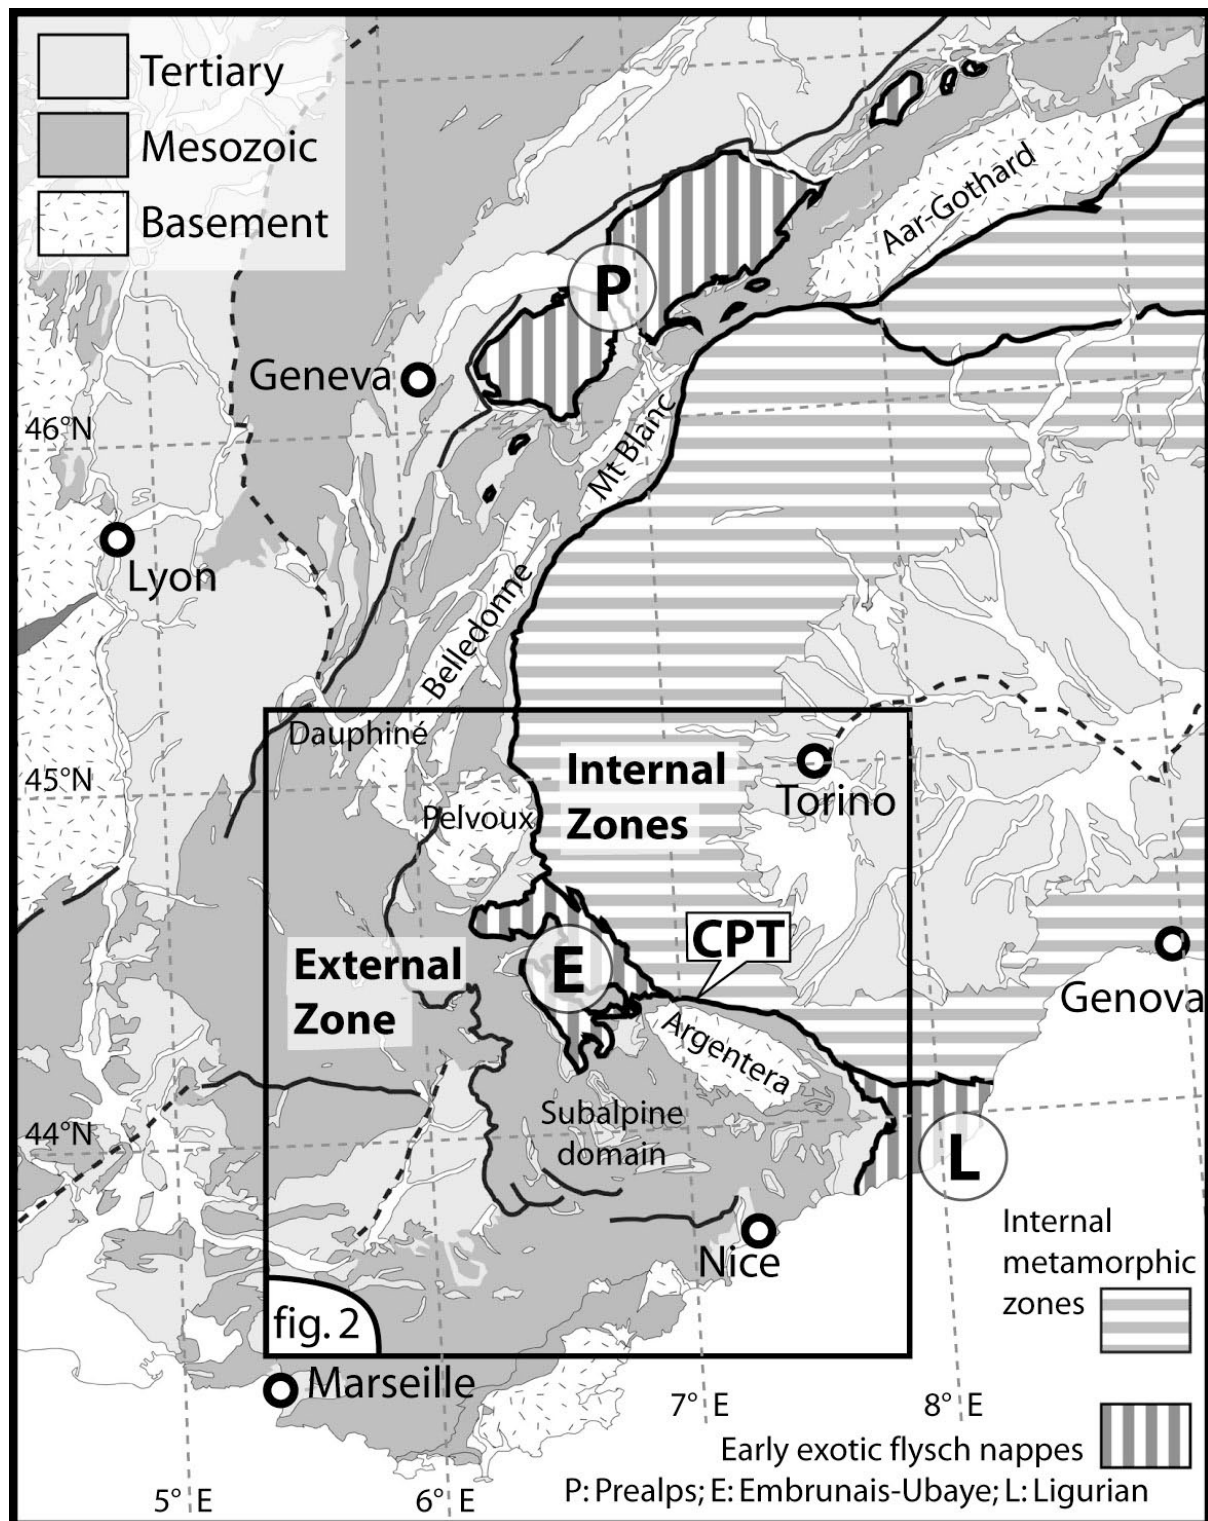 Tertiary
Mesozoic
Basement
Aar-Gothard
P
Geneva
46°N
Mt Blanc
Lyon
Belledonne
Dauphiné
45°N
Internal
Zones
Torino
Pelvoux
CPT
External
Zone
E
Genova
Argentera
44°N
Subalpine
domain
L
Internal
metamorphic
zones
Nice
fig. 2
Marseille
7° E
8° E
Early exotic flysch nappes
5° E
6° E
P: Prealps; E: Embrunais-Ubaye; L: Ligurian